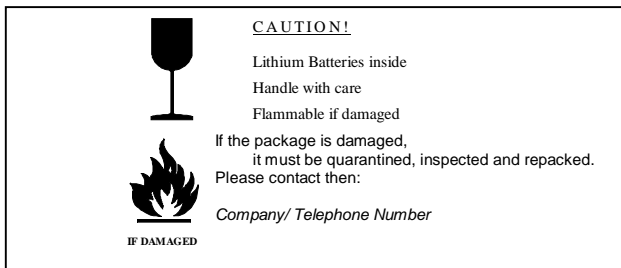 CAUTION!
Lithium Batteries inside
Handle with care
Flammable if damaged
If the package is damaged,
it must be quarantined, inspected and repacked.
Please contact then:
Company/ Telephone Number
IF DAMAGED